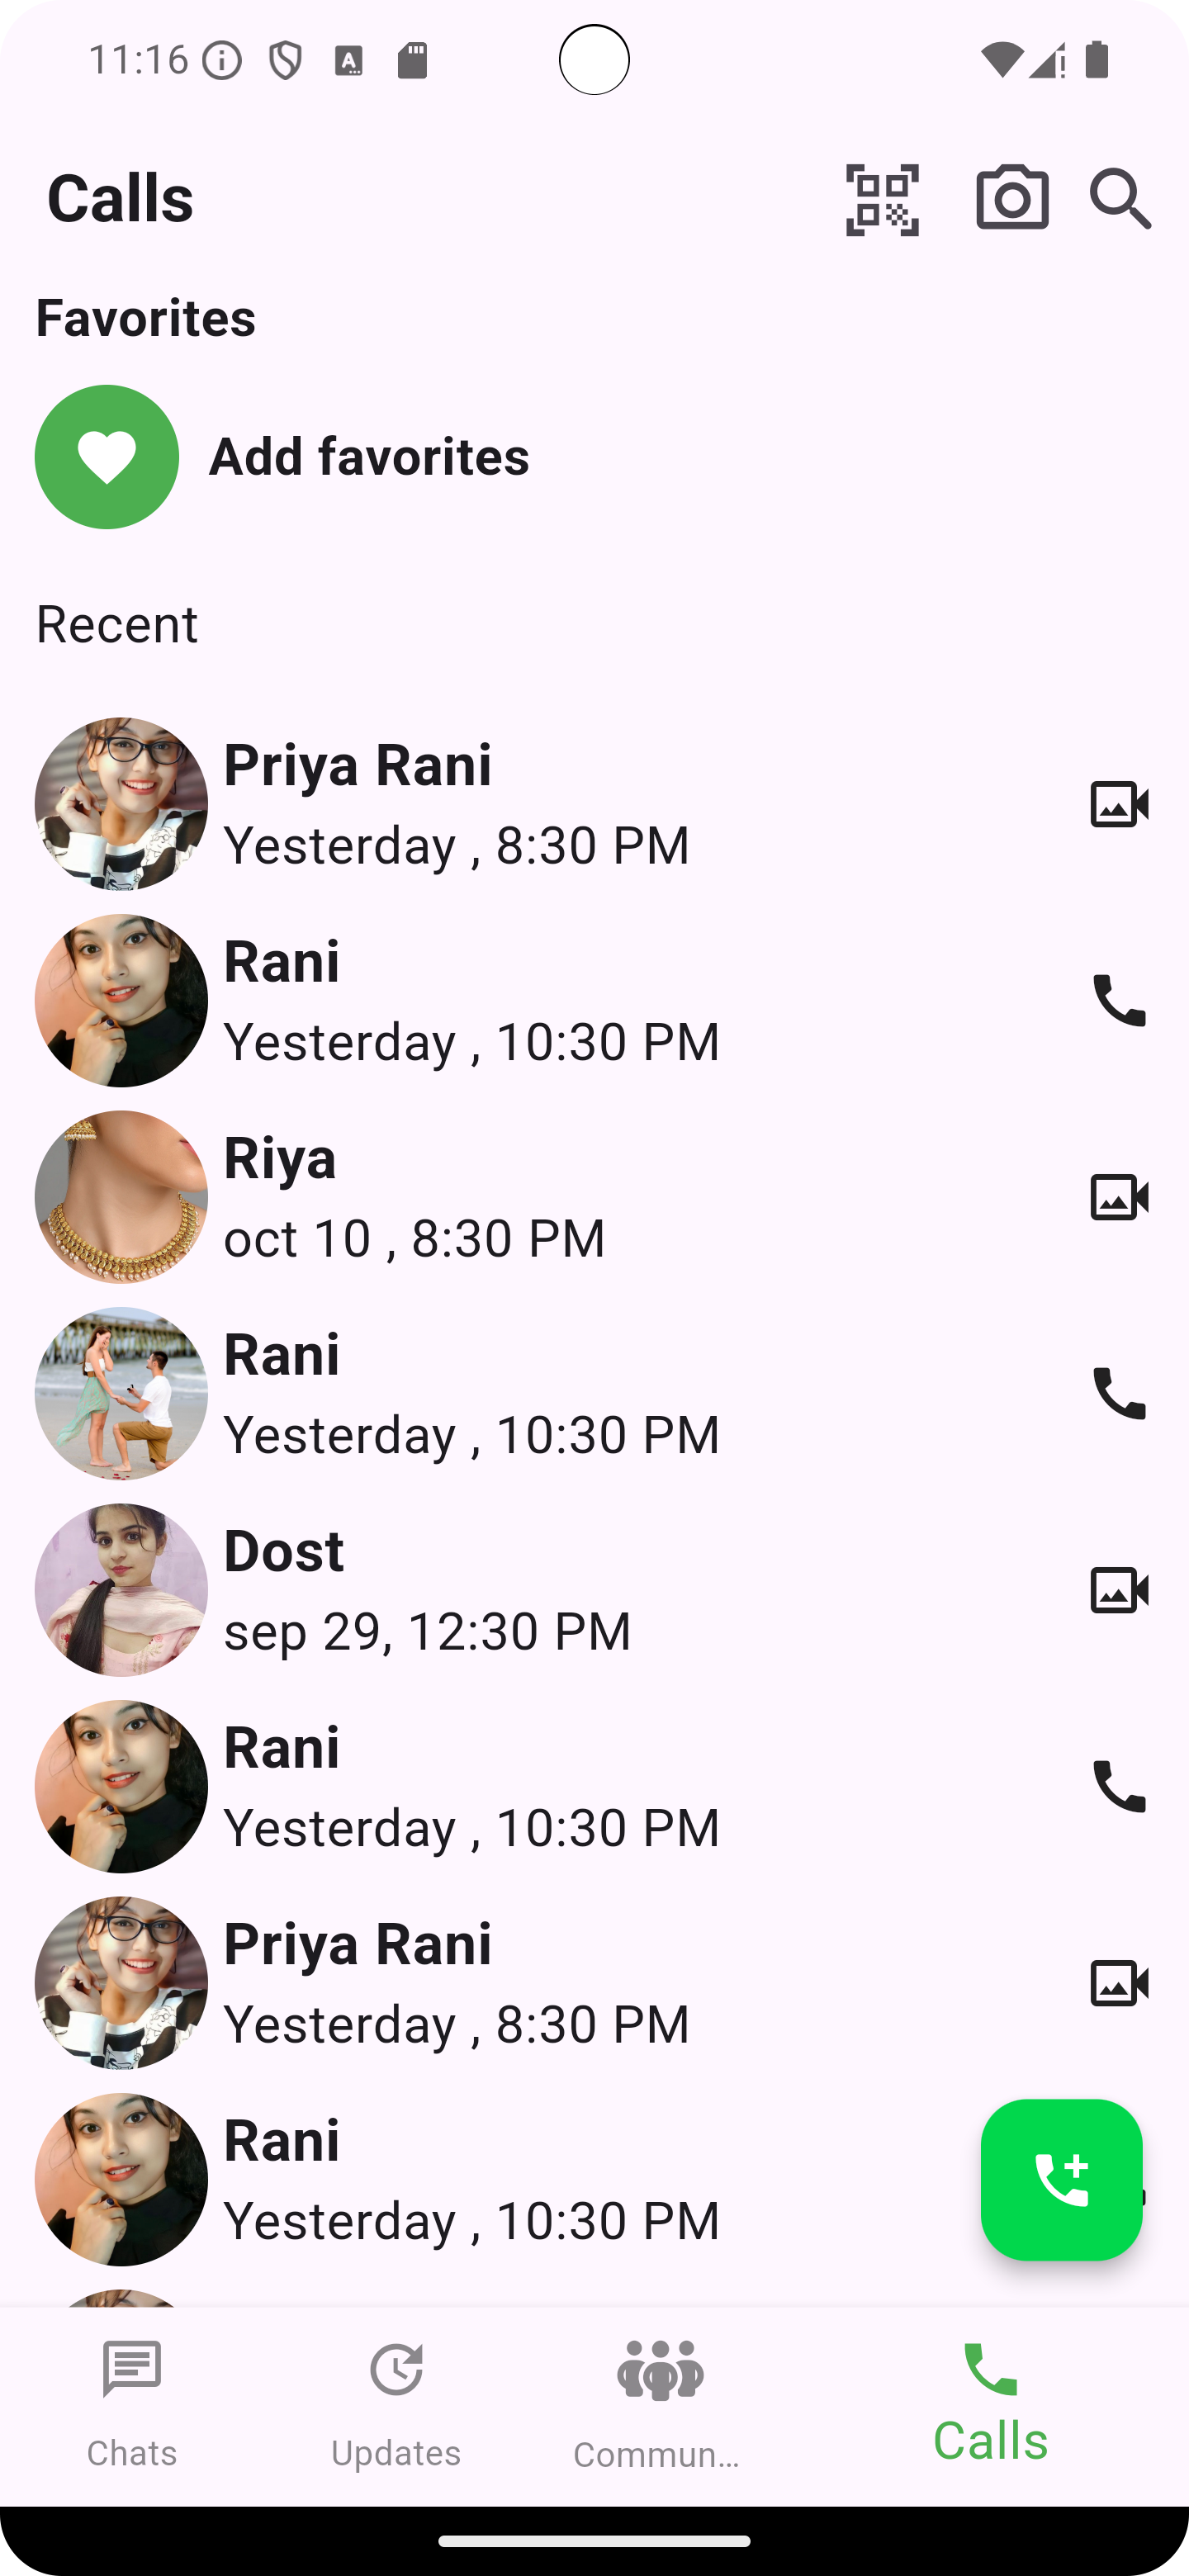 11:16
Calls
Favorites
Add favorites
Recent
Priya Rani
Yesterday , 8:30 PM
Rani
Yesterday , 10:30 PM
Riya
oct 10 , 8:30 PM
Rani
Yesterday , 10:30 PM
Dost
sep 29, 12:30 PM
Rani
Yesterday , 10:30 PM
Priya Rani
Yesterday , 8:30 PM
Rani
Yesterday , 10:30 PM
Chats Updates Commun... Calls